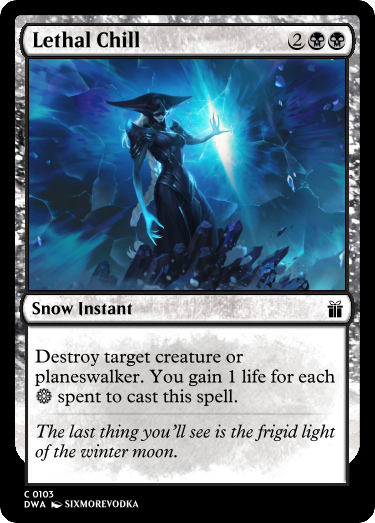 Lethal Chill 2
Snow Instant
Destroy target creature or
planeswalker. You gain 1 life for each
spent to cast this spell.
The last thing you'll see is the frigid light
of the winter moon.
C 0103
DWA SIXMOREVODKA